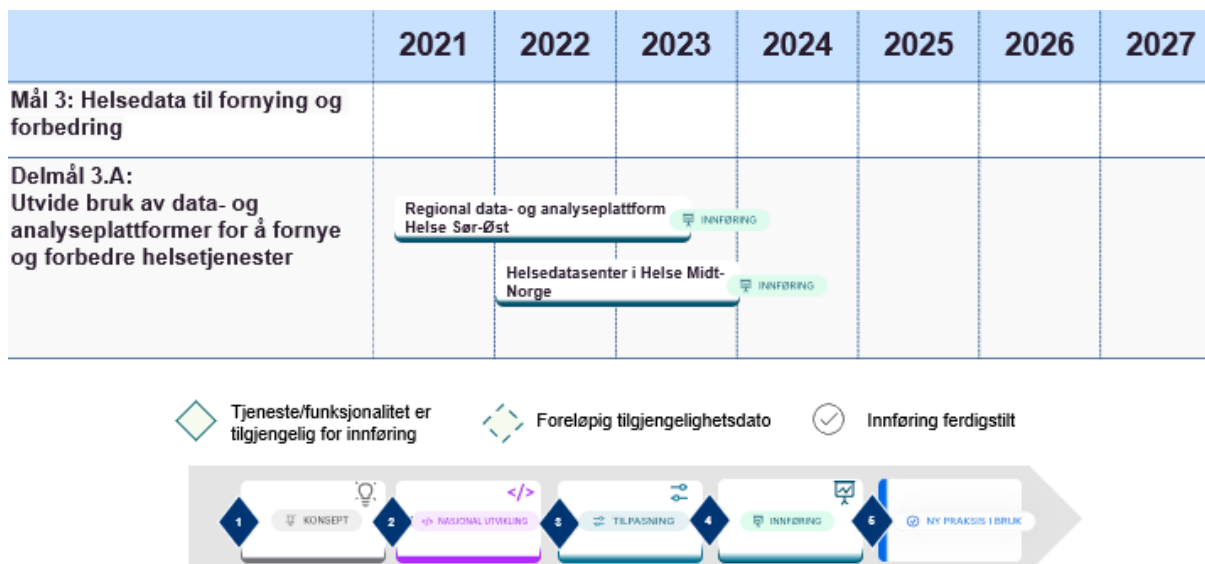 2021 2022 2023 2024 2025 2026 2027
Mål 3: Helsedata til fornying og
forbedring
Delmål 3.A:
Utvide bruk av data- og
analyseplattformer for å fornye
og forbedre helsetjenester
Regional data- og analyseplattform
Helse Sør-Øst
INNFØRING
Helsedatasenter i Helse Midt-
Norge
INNFØRING
Tjeneste/funksjonalitet er
tilgjengelig for innføring
Foreløpig tilgjengelighetsdato
Innføring ferdigstilt
1
KONSEPT
2
</>
</> NASJONAL UTVIKLING
3
TILPASNING
4
INNFØRING
5
NY PRAKSIS I BRUK